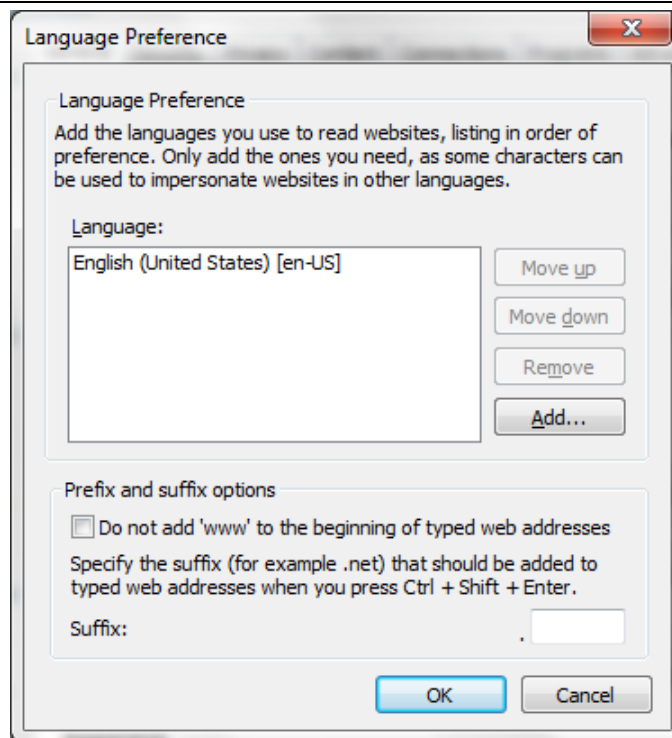 Language Preference
Language Preference
Add the languages you use to read websites, listing in order of
preference. Only add the ones you need, as some characters can
be used to impersonate websites in other languages.
Language:
English (United States) [en-US]
Move up
Move down
Remove
Add...
Prefix and suffix options
Do not add 'www' to the beginning of typed web addresses
Specify the suffix (for example .net) that should be added to
typed web addresses when you press Ctrl + Shift + Enter.
Suffix: .
OK Cancel